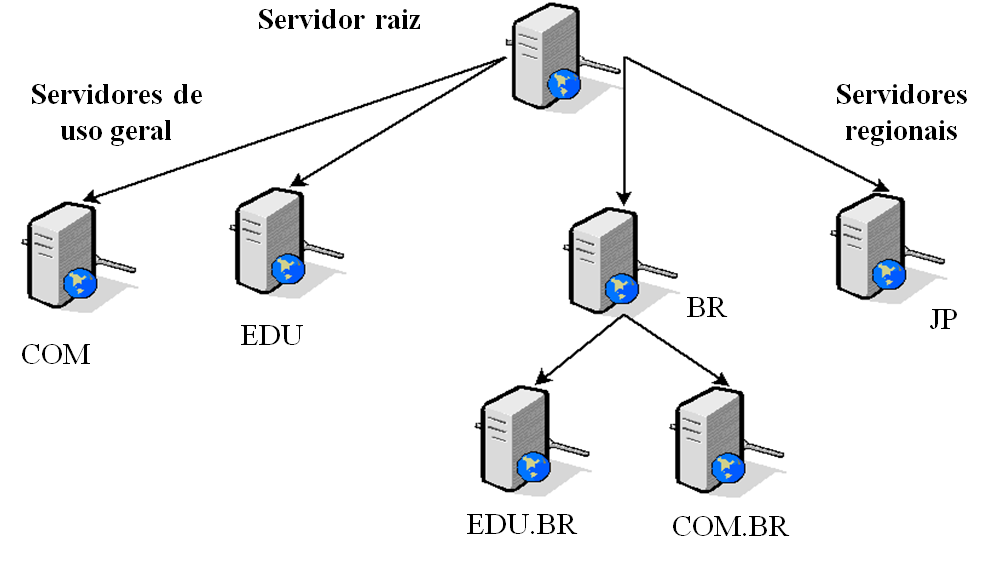 Servidor raiz
Servidores de
uso geral
Servidores
regionais
COM
EDU
BR
JP
EDU.BR
COM.BR